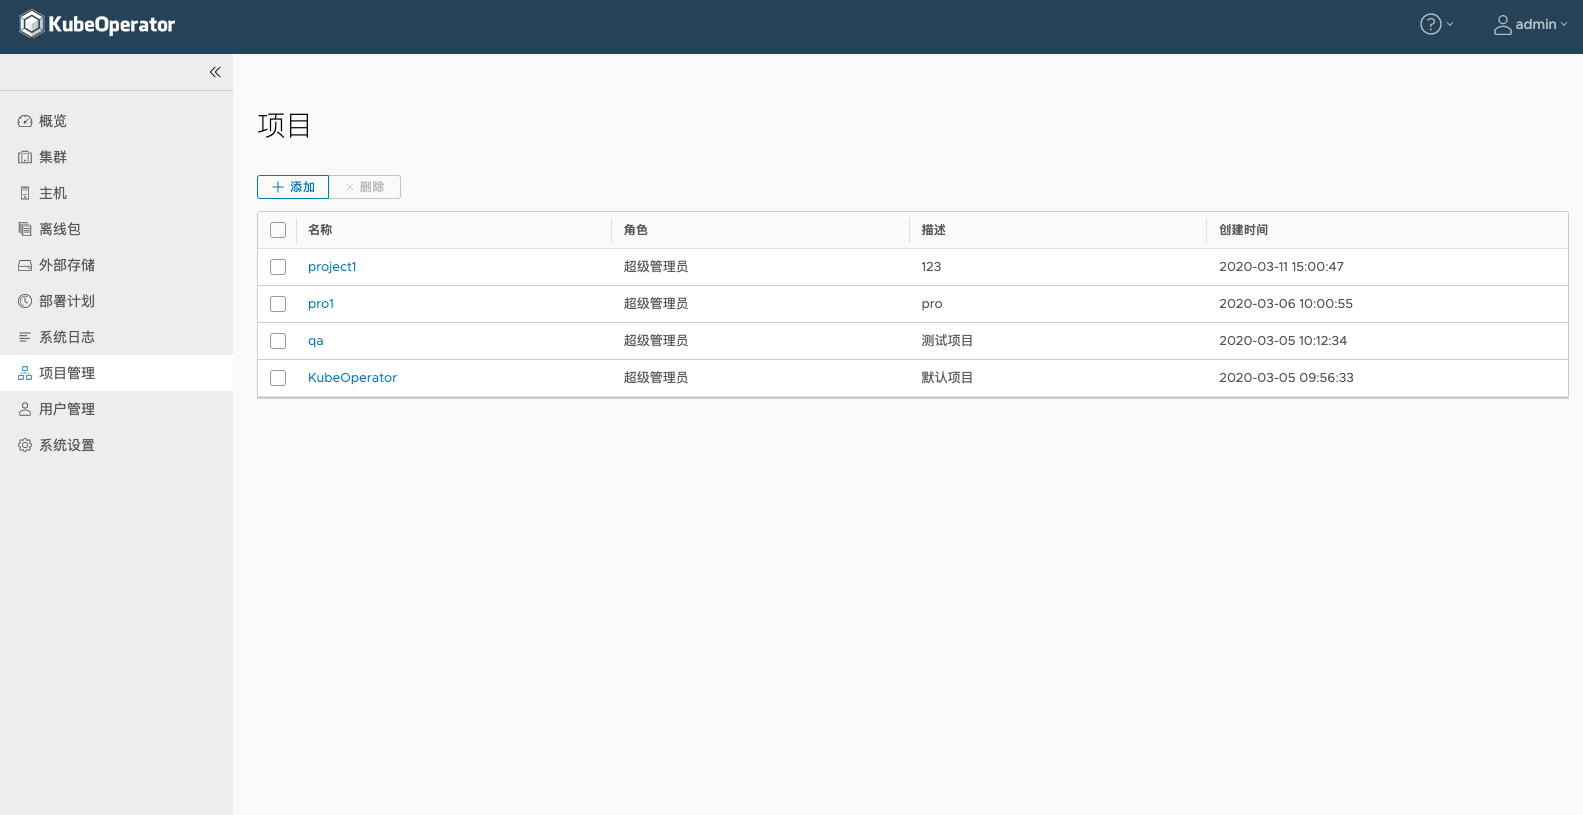 KubeOperator
? admin
概览
集群
主机
离线包
外部存储
部署计划
系统日志
项目管理
用户管理
系统设置
项目
添加 删除
名称 角色 描述 创建时间
project1 超级管理员 123 2020-03-11 15:00:47
pro1 超级管理员 pro 2020-03-06 10:00:55
qa 超级管理员 测试项目 2020-03-05 10:12:34
KubeOperator 超级管理员 默认项目 2020-03-05 09:56:33